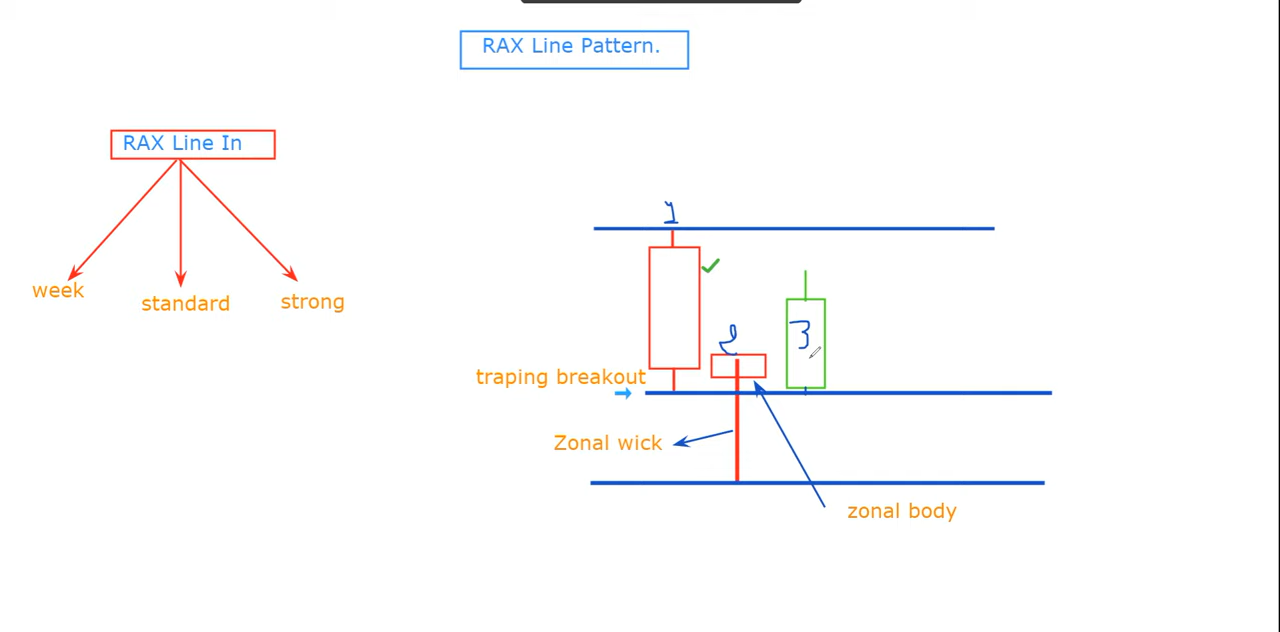 RAX Line Pattern.
RAX Line In
week
standard
strong
1
2
3
traping breakout
Zonal wick
zonal body